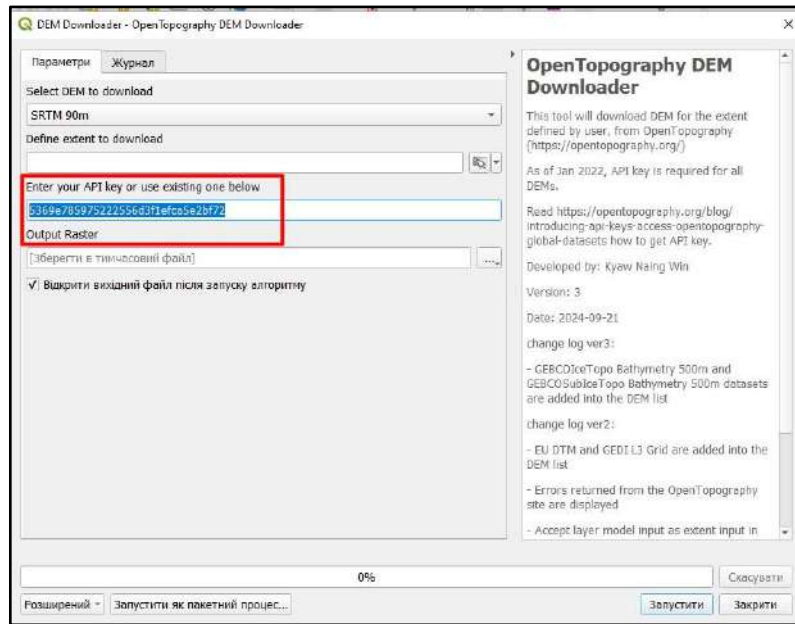 DEM Downloader - OpenTopography DEM Downloader
Параметри
Журнал
Select DEM to download
SRTM 90m
Define extent to download
Enter your API key or use existing one below
5369e785975222556d3f1efca5e2bf72
Output Raster
[Зберегти в тимчасовий файл]
...
Відкрити вихідний файл після запуску алгоритму
OpenTopography DEM
Downloader
This tool will download DEM for the extent
defined by user, from OpenTopography
(https://opentopography.org/)
As of Jan 2022, API key is required for all
DEMs.
Read https://opentopography.org/blog/
introducing-api-keys-access-opentopography-
global-datasets how to get API key.
Developed by: Kyaw Naing Win
Version: 3
Date: 2024-09-21
change log ver3:
- GEBCOIceTopo Bathymetry 500m and
GEBCOSubIceTopo Bathymetry 500m datasets
are added into the DEM list
change log ver2:
- EU DTM and GEDI L3 Grid are added into the
DEM list
- Errors returned from the OpenTopography
site are displayed
- Accept layer model input as extent input in
0%
Скасувати
Розширений
Запустити як пакетний процес...
Запустити
Закрити